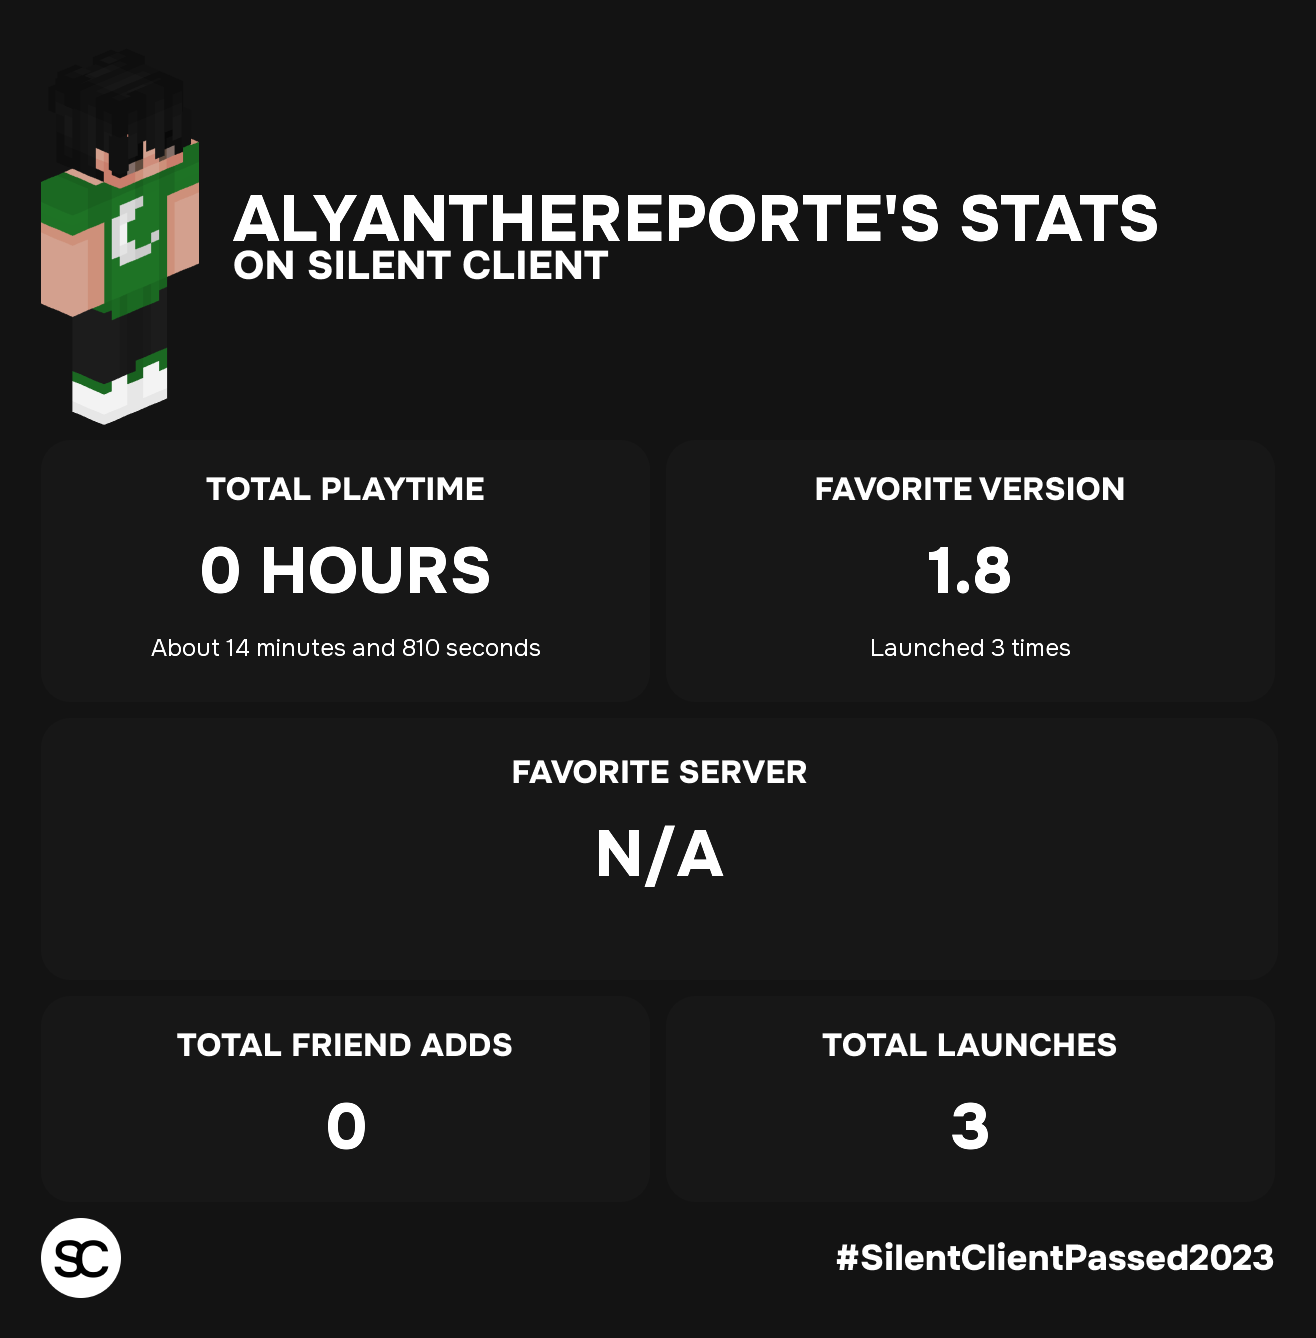 ALYANTHEREPORTE'S STATS
ON SILENT CLIENT
TOTAL PLAYTIME
0 HOURS
About 14 minutes and 810 seconds
FAVORITE VERSION
1.8
Launched 3 times
FAVORITE SERVER
N/A
TOTAL FRIEND ADDS
0
TOTAL LAUNCHES
3
SC
#SilentClientPassed2023